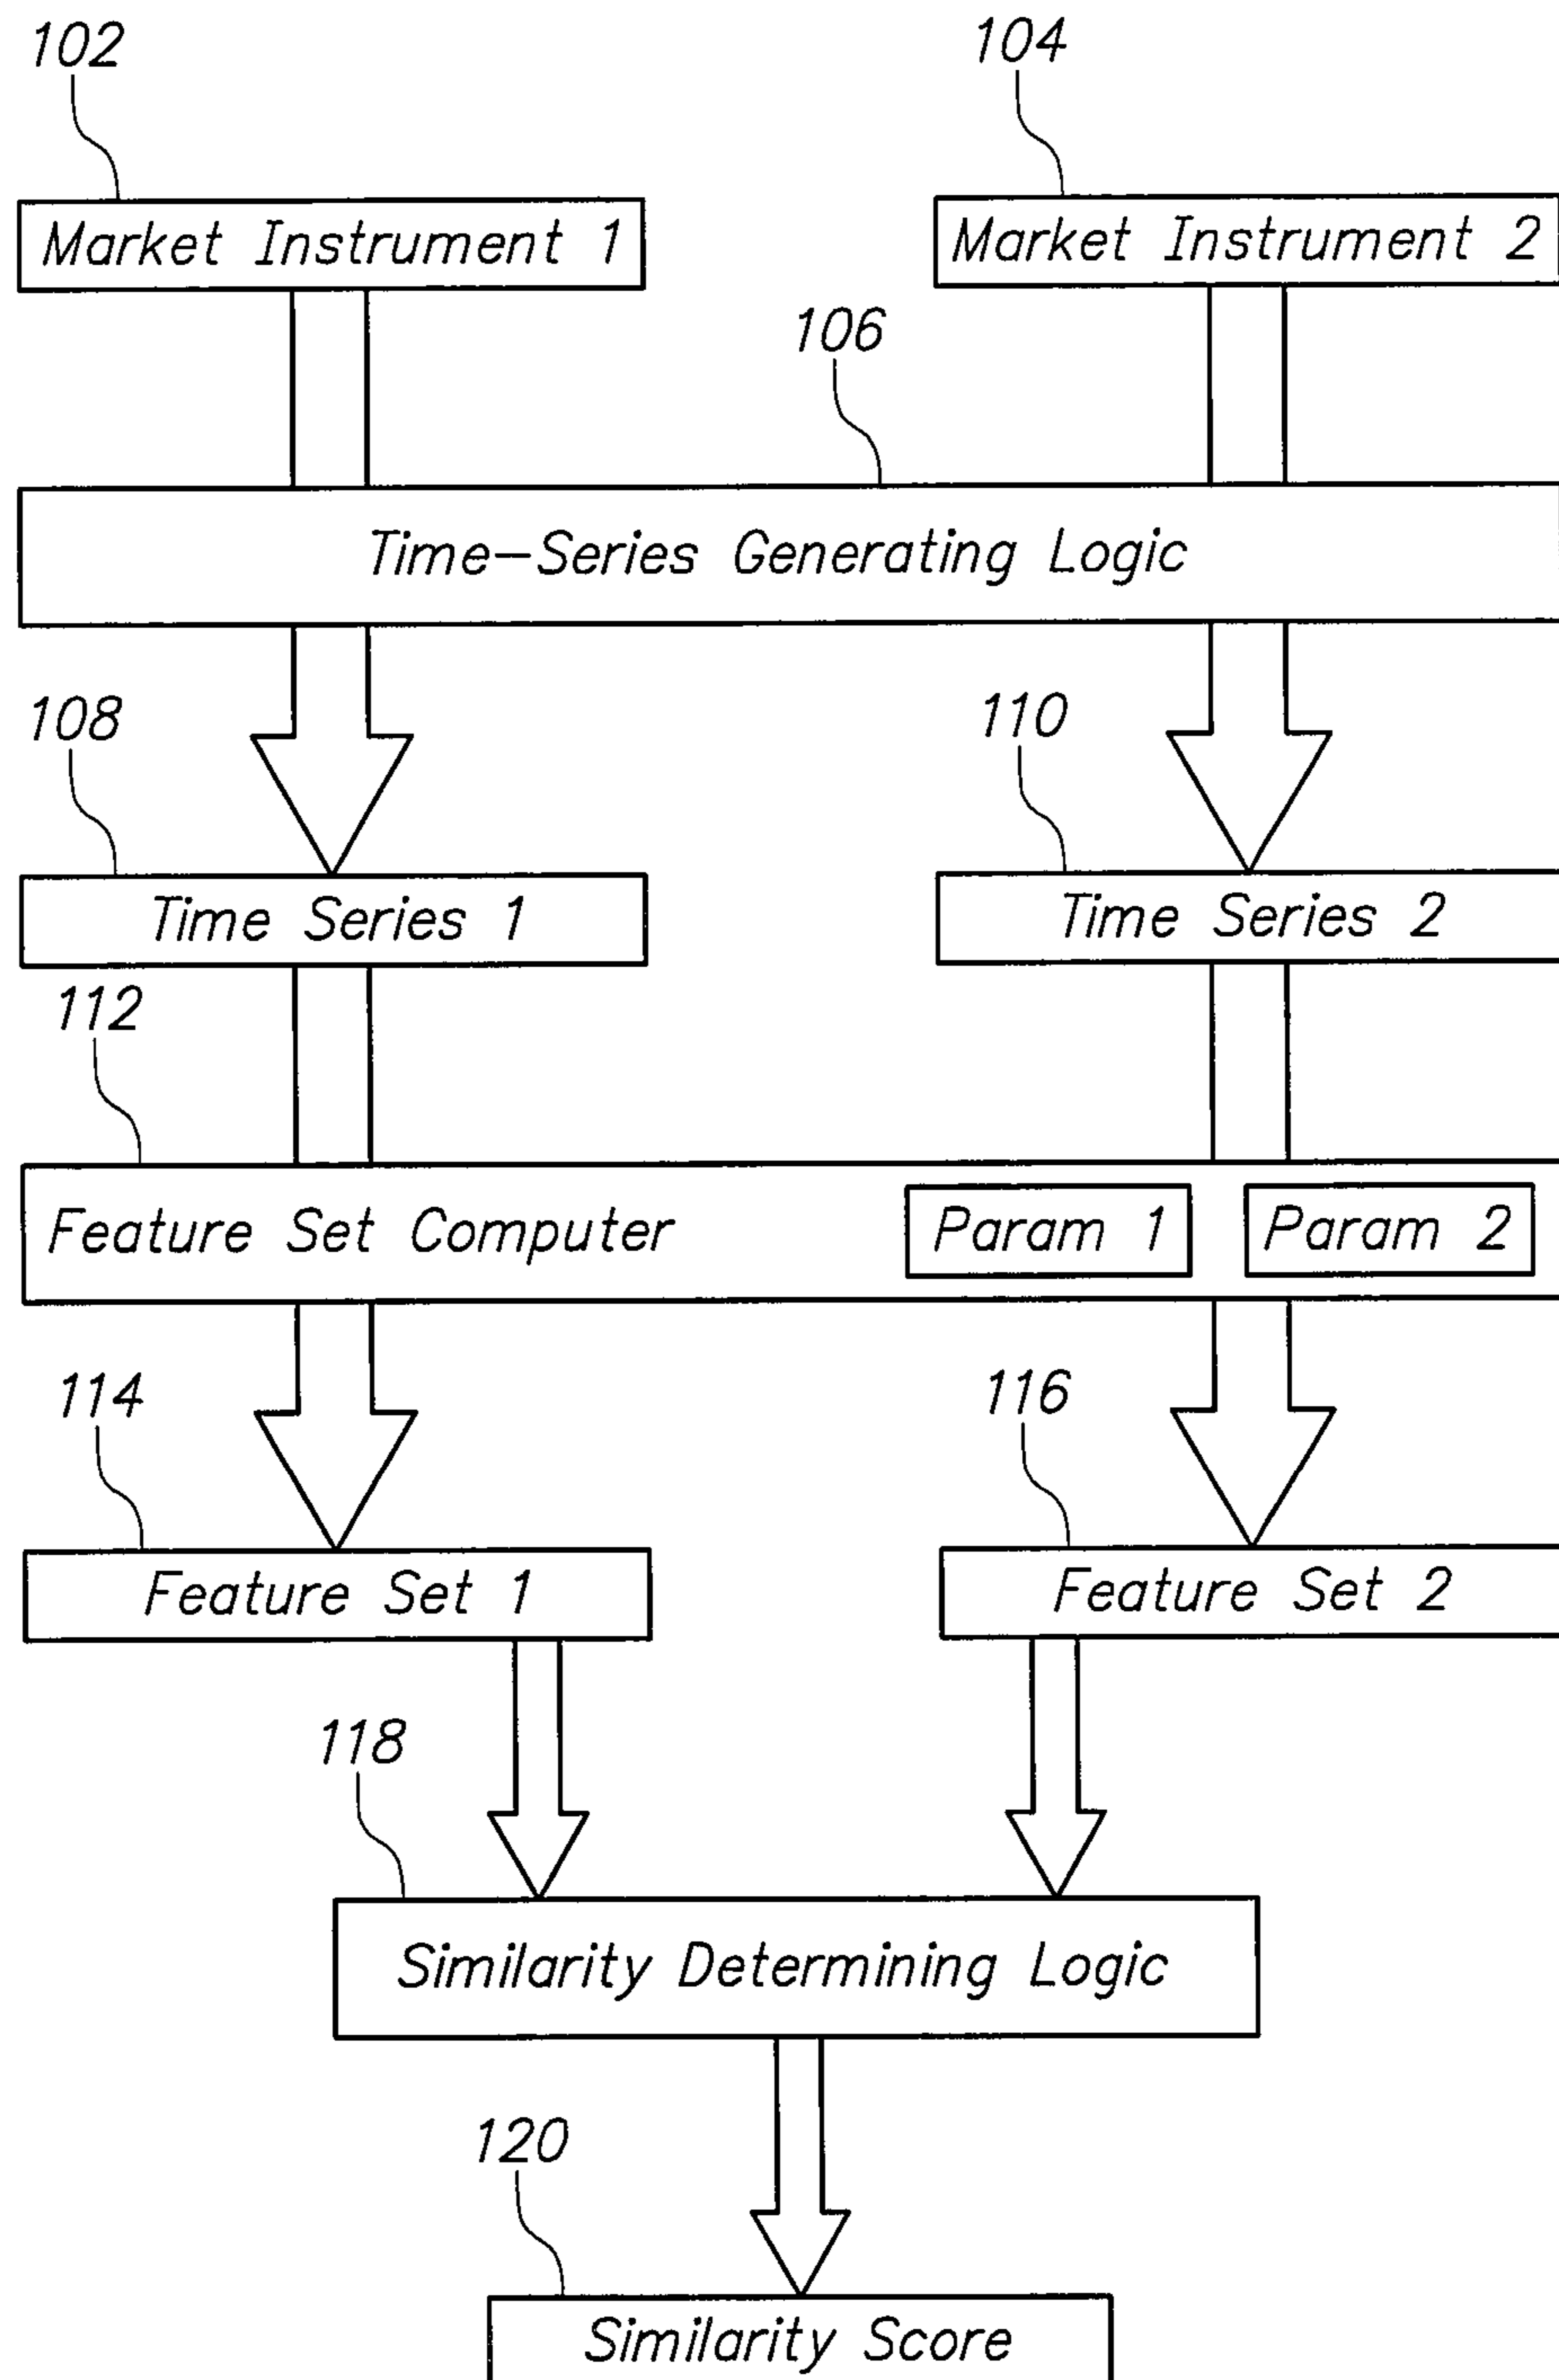 102
104
Market Instrument 1
Market Instrument 2
106
Time-Series Generating Logic
108
110
Time Series 1
Time Series 2
112
Feature Set Computer
Param 1
Param 2
114
116
Feature Set 1
Feature Set 2
118
Similarity Determining Logic
120
Similarity Score